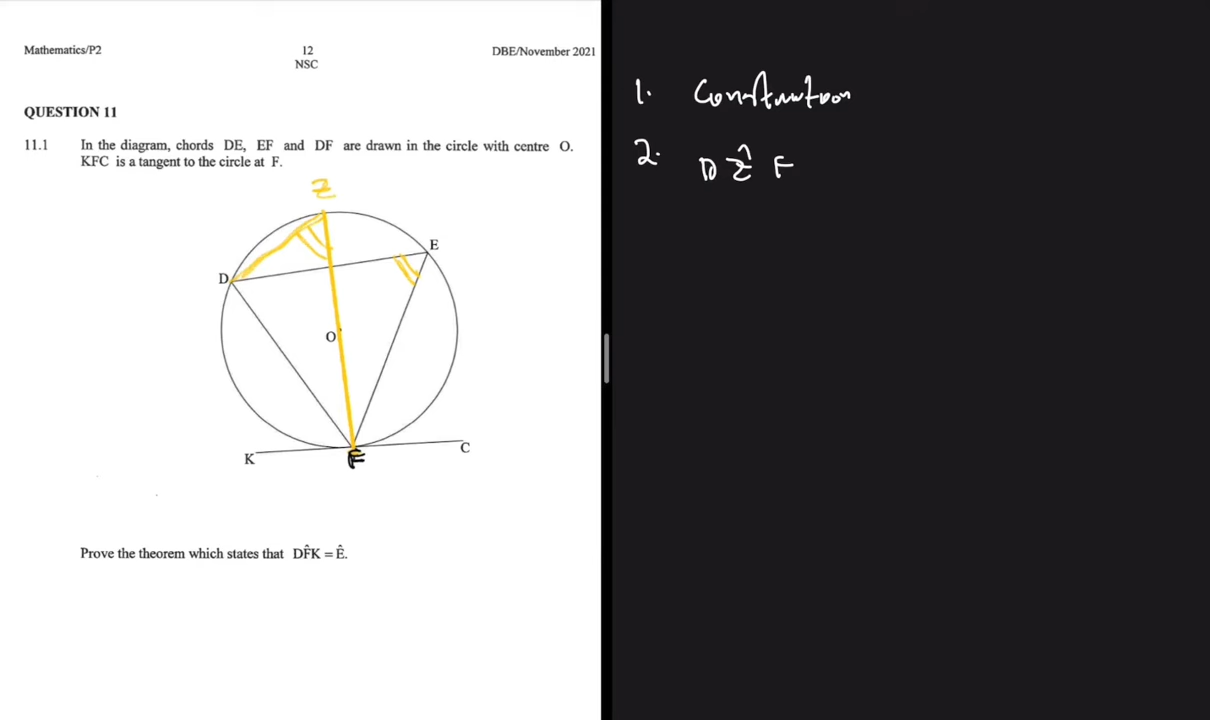 Mathematics/P2
12
DBE/November 2021
NSC
QUESTION 11
11.1 In the diagram, chords DE, EF and DF are drawn in the circle with centre O.
KFC is a tangent to the circle at F.
Z
E
D
O
K
F
C
Prove the theorem which states that DF̂K = Ê.
1. Construction
2. D Ẑ F